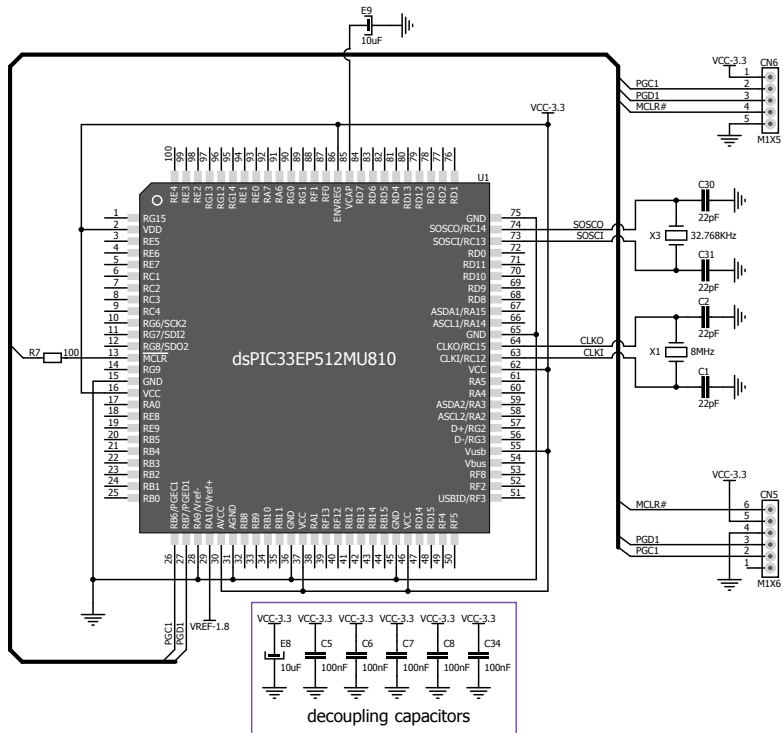 E9
10uF
VCC-3.3
CN6
1
PGC1 2
PGD1 3
MCLR# 4
5
M1X5
VCC-3.3
100 99 98 97 96 95 94 93 92 91 90 89 88 87 86 85 84 83 82 81 80 79 78 77 76
U1
RE4 RE3 RE2 RG13 RG12 RG14 RE1 RE0 RA7 RA6 RG0 RG1 RF1 RF0 ENVREG VCAP RD7 RD6 RD5 RD4 RD13 RD12 RD3 RD2 RD1
1 RG15
2 VDD
3 RE5
4 RE6
5 RE7
6 RC1
7 RC2
8 RC3
9 RC4
10 RG6/SCK2
11 RG7/SDI2
12 RG8/SDO2
R7 100 13 MCLR
14 RG9
15 GND
16 VCC
17 RA0
18 RE8
19 RE9
20 RB5
21 RB4
22 RB3
23 RB2
24 RB1
25 RB0
dsPIC33EP512MU810
GND 75
SOSCO/RC14 74 SOSCO
SOSCI/RC13 73 SOSCI
RD0 72
RD11 71
RD10 70
RD9 69
RD8 68
ASDA1/RA15 67
ASCL1/RA14 66
GND 65
CLKO/RC15 64 CLKO
CLKI/RC12 63 CLKI
VCC 62
RA5 61
RA4 60
ASDA2/RA3 59
ASCL2/RA2 58
D+/RG2 57
D-/RG3 56
Vusb 55
Vbus 54
RF8 53
RF2 52
USBID/RF3 51
C30
22pF
X3 32.768KHz
C31
22pF
C2
22pF
X1 8MHz
C1
22pF
RB6/PGEC1 RB7/PGED1 RA9/Vref- RA10/Vref+ AVCC AGND RB8 RB9 RB10 RB11 GND VCC RA1 RF13 RF12 RB12 RB13 RB14 RB15 GND VCC RD14 RD15 RF4 RF5
26 27 28 29 30 31 32 33 34 35 36 37 38 39 40 41 42 43 44 45 46 47 48 49 50
VCC-3.3
CN5
MCLR# 6
5
4
PGD1 3
PGC1 2
1
M1X6
PGC1
PGD1
VREF-1.8
VCC-3.3 VCC-3.3 VCC-3.3 VCC-3.3 VCC-3.3 VCC-3.3
E8 C5 C6 C7 C8 C34
10uF 100nF 100nF 100nF 100nF 100nF
decoupling capacitors